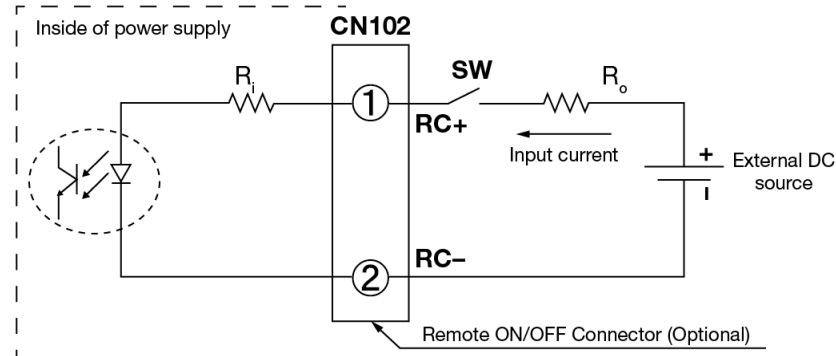 Inside of power supply
CN102
Ri
1
SW
Ro
RC+
Input current
+
External DC
source
2
RC–
Remote ON/OFF Connector (Optional)